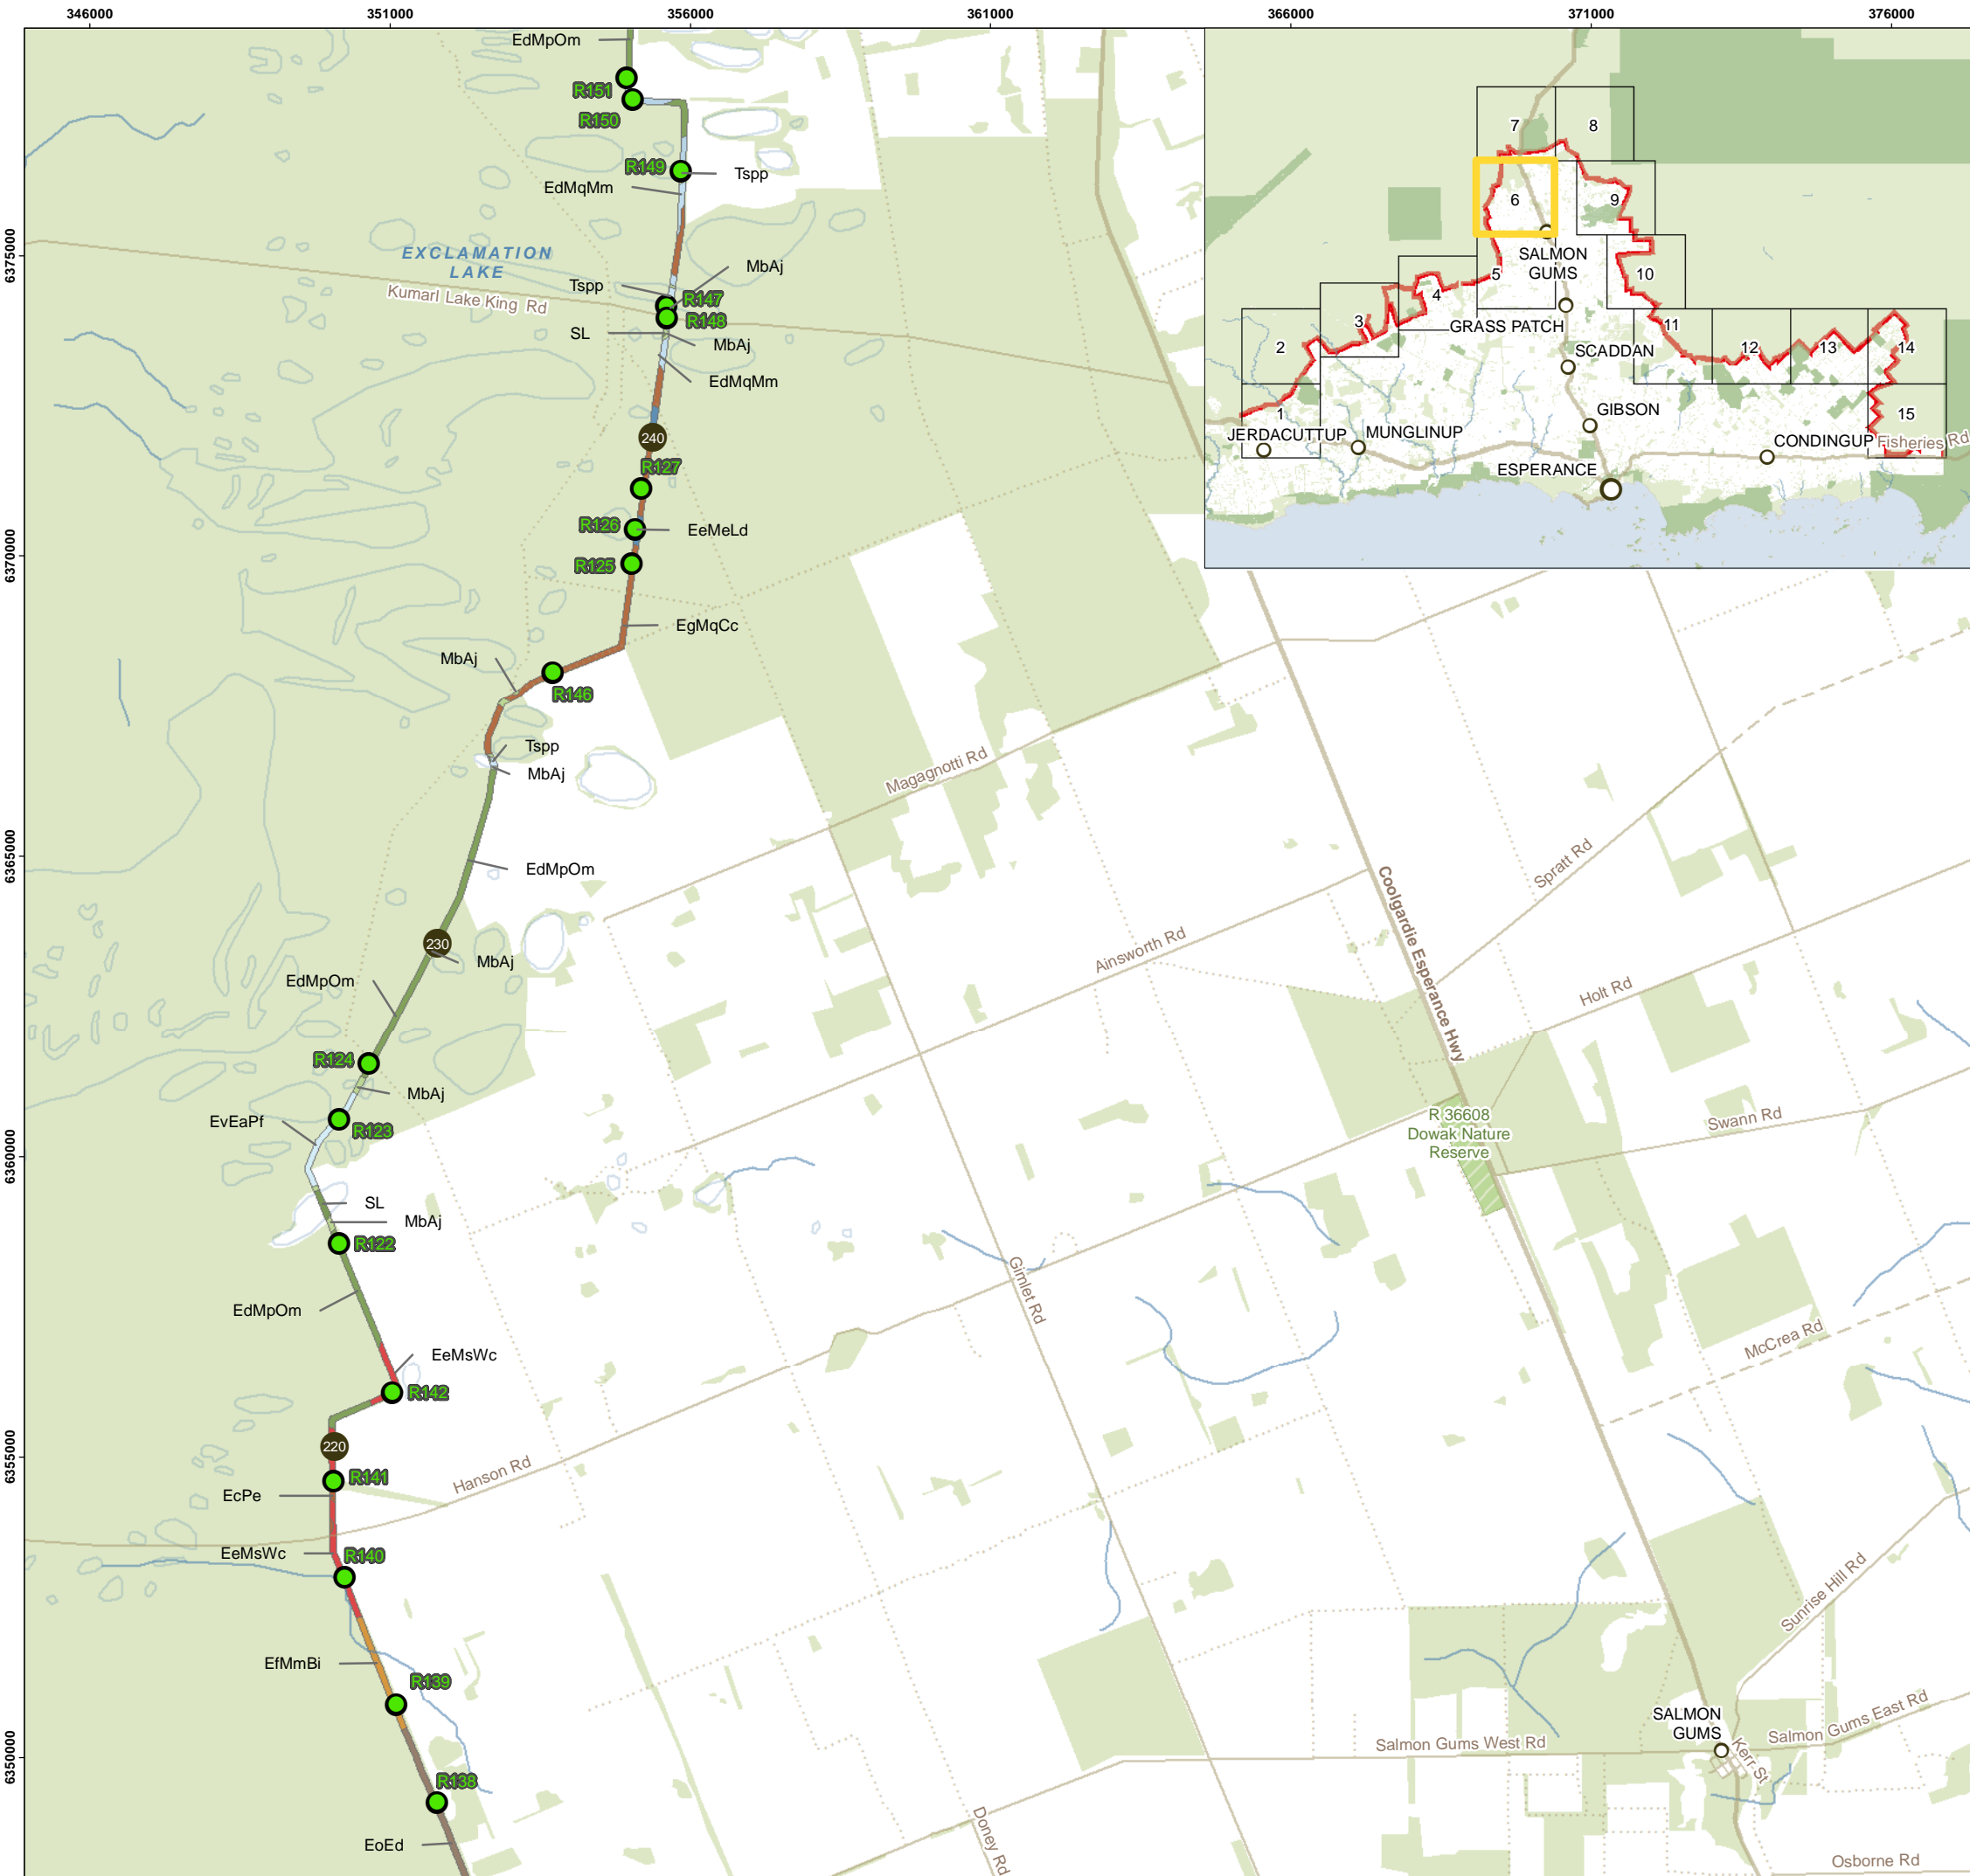 346000
351000
356000
361000
366000
371000
376000
6375000
6370000
6365000
6360000
6355000
6350000
EdMpOm
R151
R150
R149
Tspp
EdMqMm
EXCLAMATION
LAKE
Kumarl Lake King Rd
MbAj
Tspp
R147
R148
SL
MbAj
EdMqMm
240
R127
R126
EeMeLd
R125
EgMqCc
MbAj
R146
Tspp
MbAj
Magagnotti Rd
EdMpOm
230
MbAj
EdMpOm
R124
MbAj
EvEaPf
R123
SL
MbAj
R122
EdMpOm
EeMsWc
R142
220
R141
EcPe
Hanson Rd
EeMsWc
R140
EfMmBi
R139
R138
EoEd
Ainsworth Rd
Coolgardie Esperance Hwy
Spratt Rd
Holt Rd
R 36608
Dowak Nature
Reserve
Swann Rd
Gimlet Rd
McCrea Rd
Sunrise Hill Rd
SALMON
GUMS
Salmon Gums West Rd
Salmon Gums East Rd
Kerr St
Doney Rd
Osborne Rd
7
8
6
9
SALMON
GUMS
5
10
4
GRASS PATCH
3
11
2
SCADDAN
12
13
14
1
GIBSON
15
JERDACUTTUP
MUNGLINUP
CONDINGUP
Fisheries Rd
ESPERANCE